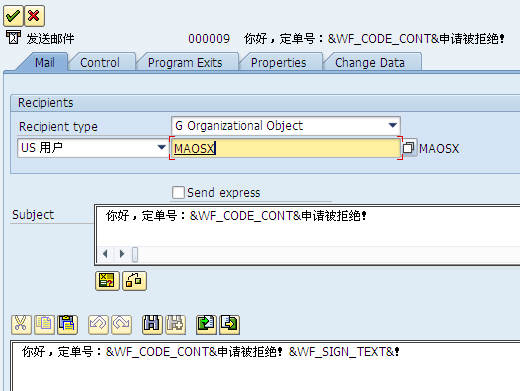 发送邮件 000009 你好，定单号：&WF_CODE_CONT&申请被拒绝！
Mail Control Program Exits Properties Change Data
Recipients
Recipient type G Organizational Object
US 用户 MAOSX MAOSX
Send express
Subject 你好，定单号：&WF_CODE_CONT&申请被拒绝！
你好，定单号：&WF_CODE_CONT&申请被拒绝！ &WF_SIGN_TEXT&！